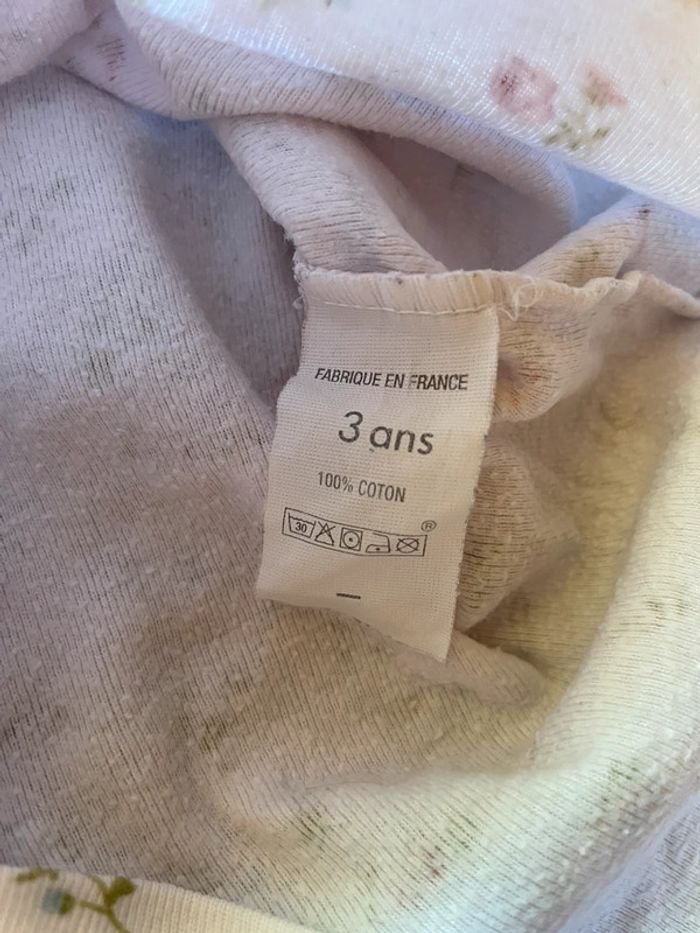 FABRIQUE EN FRANCE
3 ans
100% COTON
30
®